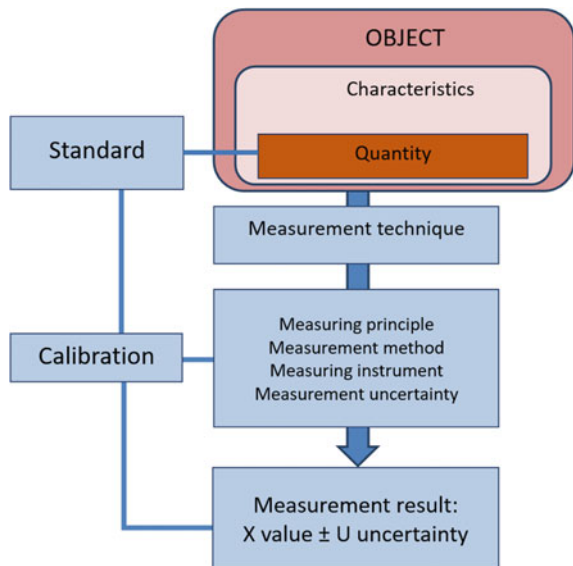 OBJECT
Characteristics
Standard
Quantity
Measurement technique
Measuring principle
Measurement method
Measuring instrument
Measurement uncertainty
Calibration
Measurement result:
X value ± U uncertainty